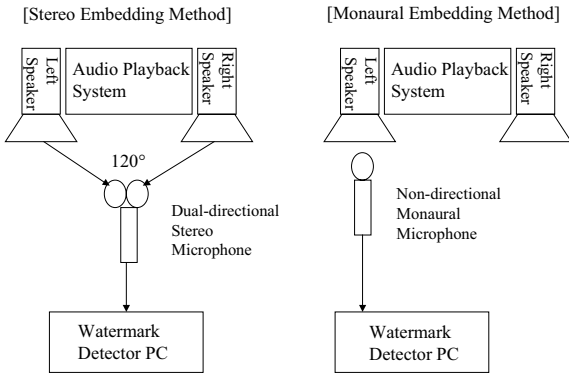 [Stereo Embedding Method]
Left
Speaker
Audio Playback
System
Right
Speaker
120°
Dual-directional
Stereo
Microphone
Watermark
Detector PC
[Monaural Embedding Method]
Left
Speaker
Audio Playback
System
Right
Speaker
Non-directional
Monaural
Microphone
Watermark
Detector PC